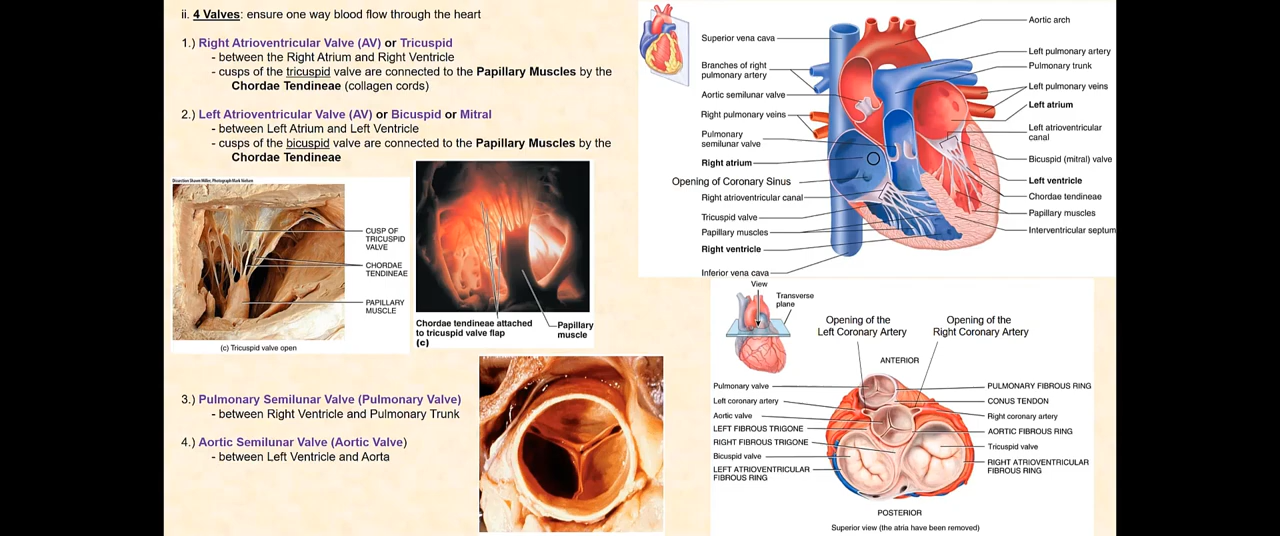 ii. 4 Valves: ensure one way blood flow through the heart
1.) Right Atrioventricular Valve (AV) or Tricuspid
- between the Right Atrium and Right Ventricle
- cusps of the tricuspid valve are connected to the Papillary Muscles by the
Chordae Tendineae (collagen cords)
2.) Left Atrioventricular Valve (AV) or Bicuspid or Mitral
- between Left Atrium and Left Ventricle
- cusps of the bicuspid valve are connected to the Papillary Muscles by the
Chordae Tendineae
Dissection Shawn Miller, Photograph Mark Nielsen
CUSP OF
TRICUSPID
VALVE
CHORDAE
TENDINEAE
PAPILLARY
MUSCLE
(c) Tricuspid valve open
Chordae tendineae attached
to tricuspid valve flap
(c)
Papillary
muscle
3.) Pulmonary Semilunar Valve (Pulmonary Valve)
- between Right Ventricle and Pulmonary Trunk
4.) Aortic Semilunar Valve (Aortic Valve)
- between Left Ventricle and Aorta
Superior vena cava
Branches of right
pulmonary artery
Aortic semilunar valve
Right pulmonary veins
Pulmonary
semilunar valve
Right atrium
Opening of Coronary Sinus
Right atrioventricular canal
Tricuspid valve
Papillary muscles
Right ventricle
Inferior vena cava
Aortic arch
Left pulmonary artery
Pulmonary trunk
Left pulmonary veins
Left atrium
Left atrioventricular
canal
Bicuspid (mitral) valve
Left ventricle
Chordae tendineae
Papillary muscles
Interventricular septum
View
Transverse
plane
Opening of the
Left Coronary Artery
Opening of the
Right Coronary Artery
ANTERIOR
Pulmonary valve
Left coronary artery
Aortic valve
LEFT FIBROUS TRIGONE
RIGHT FIBROUS TRIGONE
Bicuspid valve
LEFT ATRIOVENTRICULAR
FIBROUS RING
PULMONARY FIBROUS RING
CONUS TENDON
Right coronary artery
AORTIC FIBROUS RING
Tricuspid valve
RIGHT ATRIOVENTRICULAR
FIBROUS RING
POSTERIOR
Superior view (the atria have been removed)